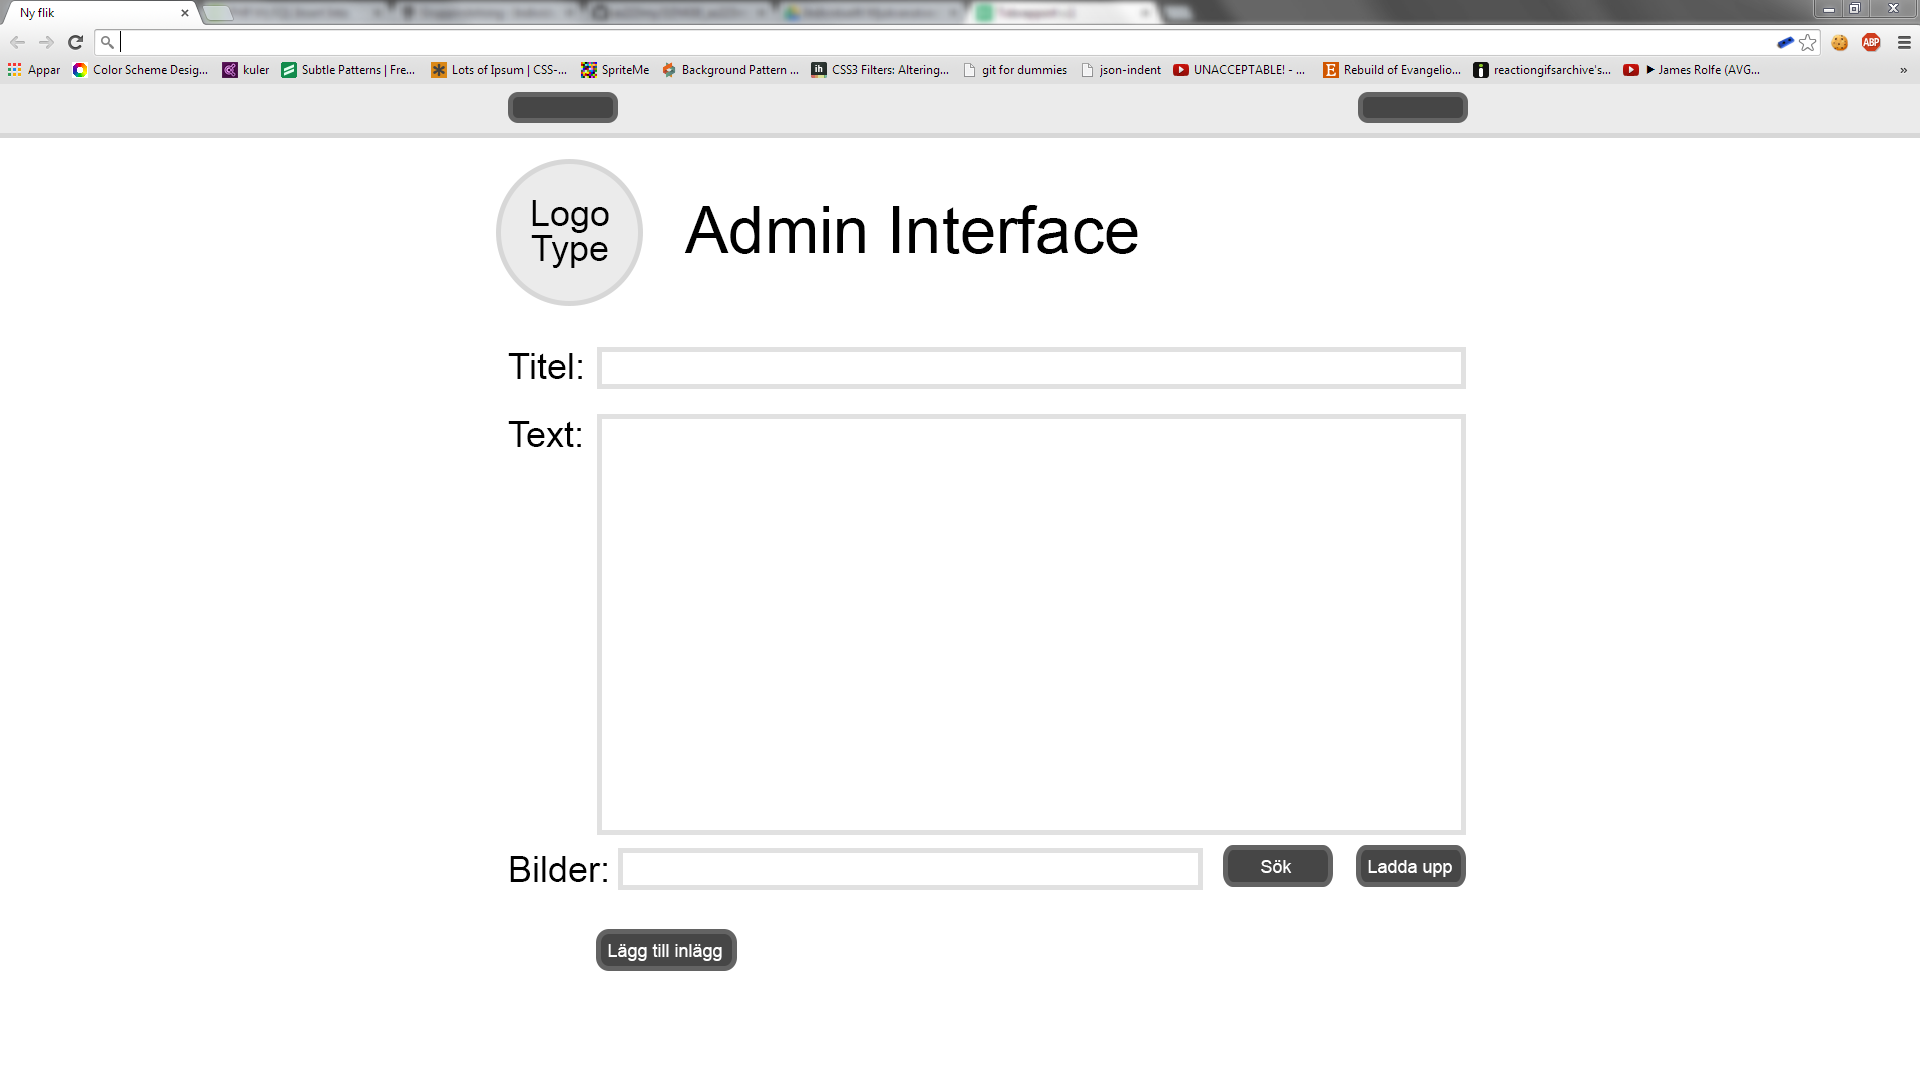 Ny flik
Appar Color Scheme Desig... kuler Subtle Patterns | Fre... Lots of Ipsum | CSS-... SpriteMe Background Pattern ... CSS3 Filters: Altering... git for dummies json-indent UNACCEPTABLE! - ... Rebuild of Evangelio... reactiongifsarchive's... ▶ James Rolfe (AVG... »
ABP
Logo
Type
Admin Interface
Titel:
Text:
Bilder: Sök Ladda upp
Lägg till inlägg